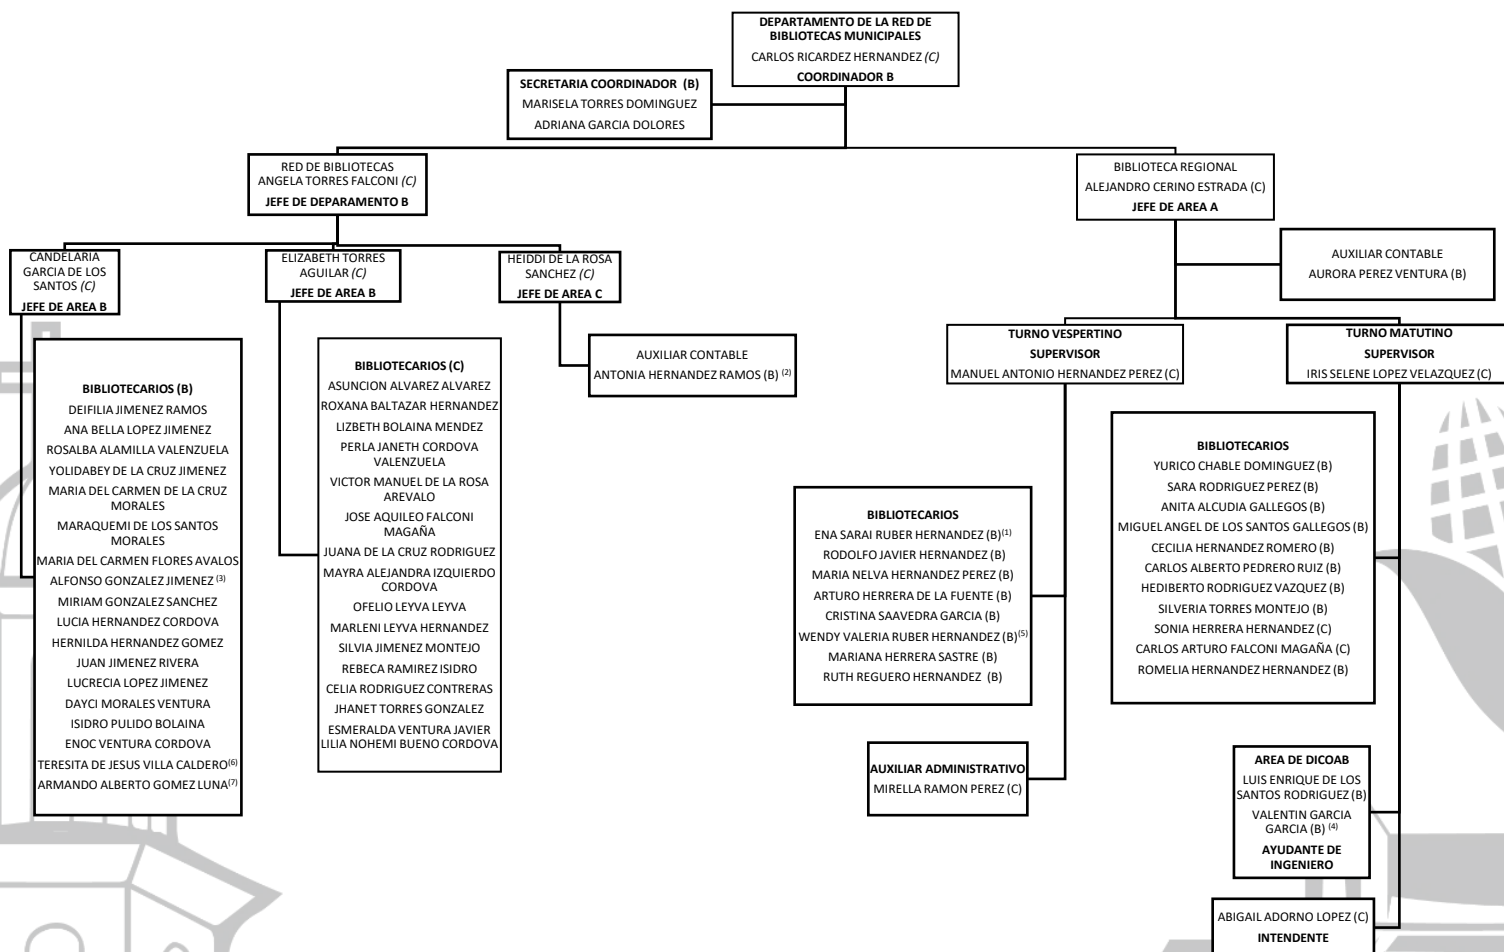 DEPARTAMENTO DE LA RED DE
BIBLIOTECAS MUNICIPALES
CARLOS RICARDEZ HERNANDEZ (C)
COORDINADOR B
SECRETARIA COORDINADOR (B)
MARISELA TORRES DOMINGUEZ
ADRIANA GARCIA DOLORES
RED DE BIBLIOTECAS
ANGELA TORRES FALCONI (C)
JEFE DE DEPARAMENTO B
BIBLIOTECA REGIONAL
ALEJANDRO CERINO ESTRADA (C)
JEFE DE AREA A
CANDELARIA
GARCIA DE LOS
SANTOS (C)
JEFE DE AREA B
ELIZABETH TORRES
AGUILAR (C)
JEFE DE AREA B
HEIDDI DE LA ROSA
SANCHEZ (C)
JEFE DE AREA C
AUXILIAR CONTABLE
AURORA PEREZ VENTURA (B)
TURNO VESPERTINO
SUPERVISOR
MANUEL ANTONIO HERNANDEZ PEREZ (C)
TURNO MATUTINO
SUPERVISOR
IRIS SELENE LOPEZ VELAZQUEZ (C)
BIBLIOTECARIOS (B)
DEIFILIA JIMENEZ RAMOS
ANA BELLA LOPEZ JIMENEZ
ROSALBA ALAMILLA VALENZUELA
YOLIDABEY DE LA CRUZ JIMENEZ
MARIA DEL CARMEN DE LA CRUZ
MORALES
MARAQUEMI DE LOS SANTOS
MORALES
MARIA DEL CARMEN FLORES AVALOS
ALFONSO GONZALEZ JIMENEZ (3)
MIRIAM GONZALEZ SANCHEZ
LUCIA HERNANDEZ CORDOVA
HERNILDA HERNANDEZ GOMEZ
JUAN JIMENEZ RIVERA
LUCRECIA LOPEZ JIMENEZ
DAYCI MORALES VENTURA
ISIDRO PULIDO BOLAINA
ENOC VENTURA CORDOVA
TERESITA DE JESUS VILLA CALDERO(6)
ARMANDO ALBERTO GOMEZ LUNA(7)
BIBLIOTECARIOS (C)
ASUNCION ALVAREZ ALVAREZ
ROXANA BALTAZAR HERNANDEZ
LIZBETH BOLAINA MENDEZ
PERLA JANETH CORDOVA
VALENZUELA
VICTOR MANUEL DE LA ROSA
AREVALO
JOSE AQUILEO FALCONI
MAGAÑA
JUANA DE LA CRUZ RODRIGUEZ
MAYRA ALEJANDRA IZQUIERDO
CORDOVA
OFELIO LEYVA LEYVA
MARLENI LEYVA HERNANDEZ
SILVIA JIMENEZ MONTEJO
REBECA RAMIREZ ISIDRO
CELIA RODRIGUEZ CONTRERAS
JHANET TORRES GONZALEZ
ESMERALDA VENTURA JAVIER
LILIA NOHEMI BUENO CORDOVA
AUXILIAR CONTABLE
ANTONIA HERNANDEZ RAMOS (B) (2)
BIBLIOTECARIOS
ENA SARAI RUBER HERNANDEZ (B)(1)
RODOLFO JAVIER HERNANDEZ (B)
MARIA NELVA HERNANDEZ PEREZ (B)
ARTURO HERRERA DE LA FUENTE (B)
CRISTINA SAAVEDRA GARCIA (B)
WENDY VALERIA RUBER HERNANDEZ (B)(5)
MARIANA HERRERA SASTRE (B)
RUTH REGUERO HERNANDEZ (B)
AUXILIAR ADMINISTRATIVO
MIRELLA RAMON PEREZ (C)
BIBLIOTECARIOS
YURICO CHABLE DOMINGUEZ (B)
SARA RODRIGUEZ PEREZ (B)
ANITA ALCUDIA GALLEGOS (B)
MIGUEL ANGEL DE LOS SANTOS GALLEGOS (B)
CECILIA HERNANDEZ ROMERO (B)
CARLOS ALBERTO PEDRERO RUIZ (B)
HEDIBERTO RODRIGUEZ VAZQUEZ (B)
SILVERIA TORRES MONTEJO (B)
SONIA HERRERA HERNANDEZ (C)
CARLOS ARTURO FALCONI MAGAÑA (C)
ROMELIA HERNANDEZ HERNANDEZ (B)
AREA DE DICOAB
LUIS ENRIQUE DE LOS
SANTOS RODRIGUEZ (B)
VALENTIN GARCIA
GARCIA (B) (4)
AYUDANTE DE
INGENIERO
ABIGAIL ADORNO LOPEZ (C)
INTENDENTE